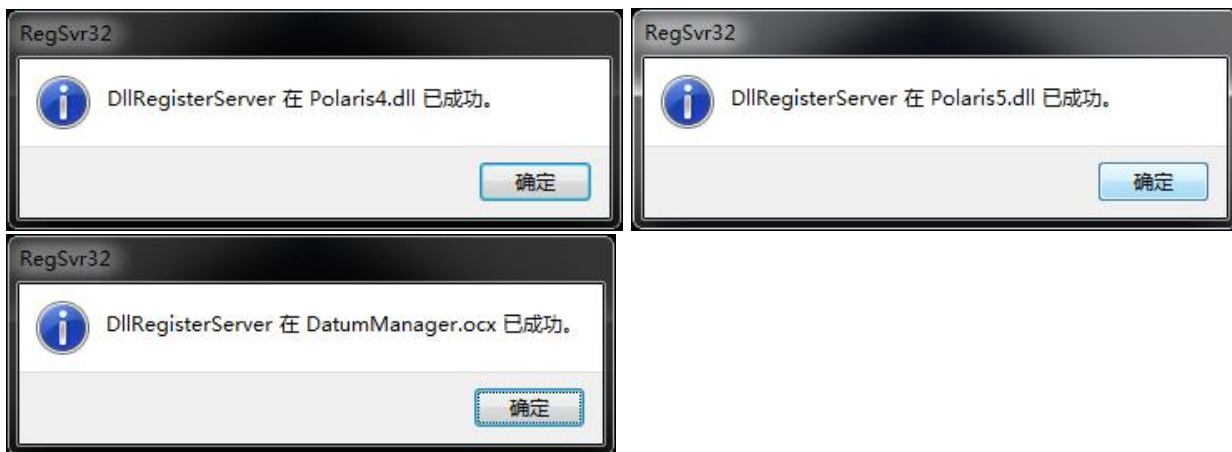 RegSvr32
DllRegisterServer 在 Polaris4.dll 已成功。
确定
RegSvr32
DllRegisterServer 在 Polaris5.dll 已成功。
确定
RegSvr32
DllRegisterServer 在 DatumManager.ocx 已成功。
确定